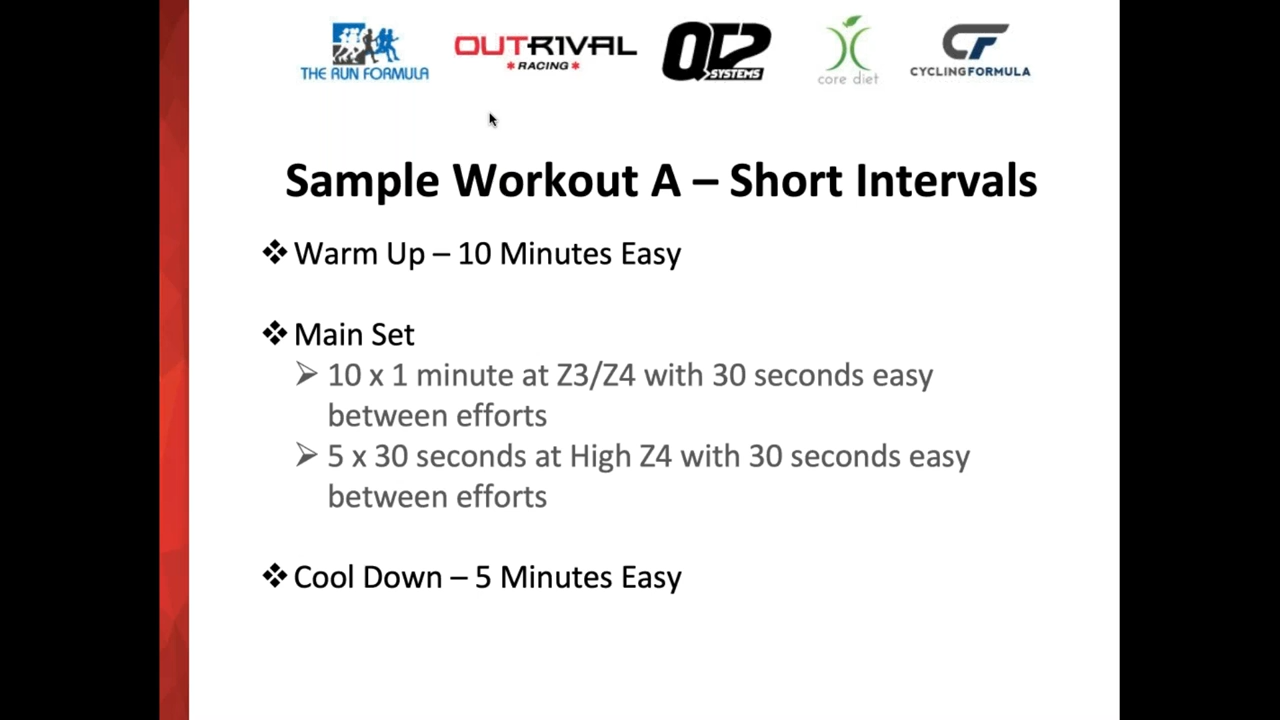 THE RUN FORMULA
OUTRIVAL
*RACING*
QT2
SYSTEMS
core diet
CF
CYCLINGFORMULA
Sample Workout A – Short Intervals
❖ Warm Up – 10 Minutes Easy
❖ Main Set
➢ 10 x 1 minute at Z3/Z4 with 30 seconds easy
between efforts
➢ 5 x 30 seconds at High Z4 with 30 seconds easy
between efforts
❖ Cool Down – 5 Minutes Easy